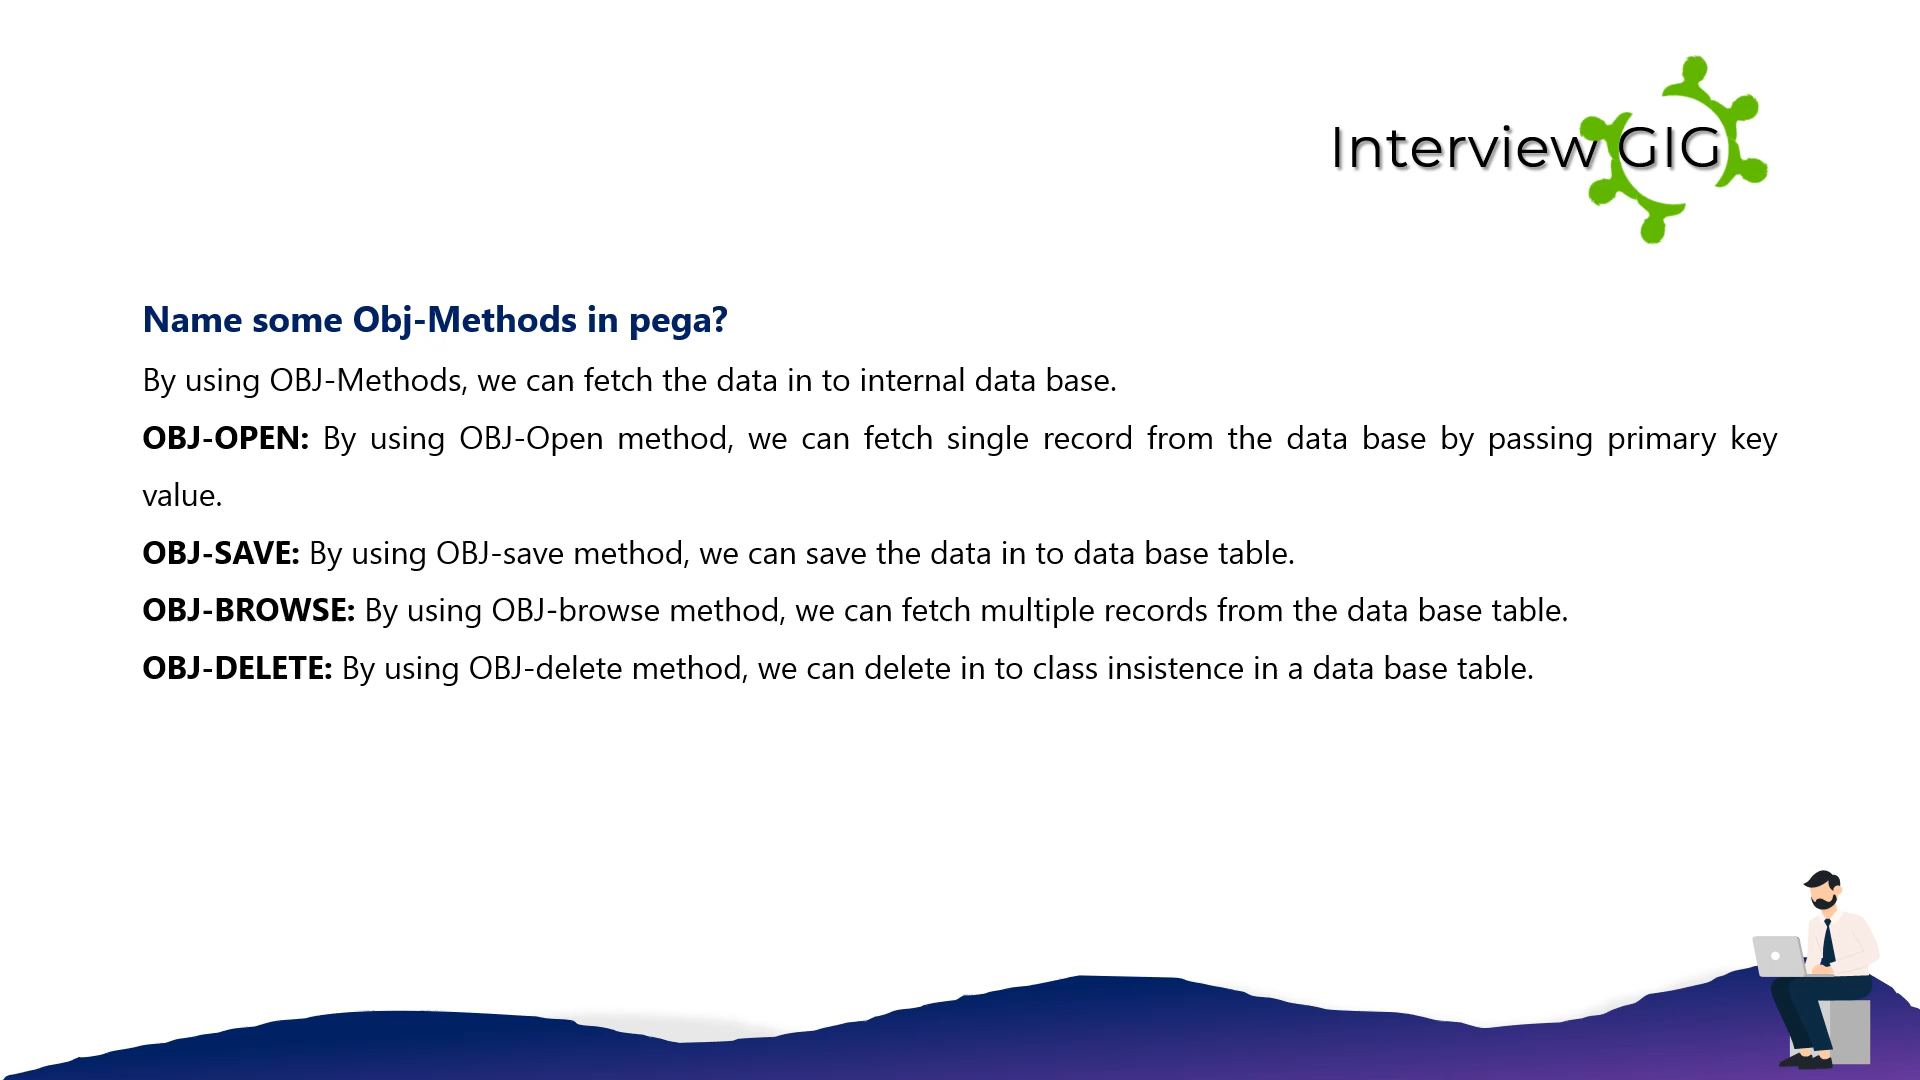 Interview GIG
Name some Obj-Methods in pega?
By using OBJ-Methods, we can fetch the data in to internal data base.
OBJ-OPEN: By using OBJ-Open method, we can fetch single record from the data base by passing primary key
value.
OBJ-SAVE: By using OBJ-save method, we can save the data in to data base table.
OBJ-BROWSE: By using OBJ-browse method, we can fetch multiple records from the data base table.
OBJ-DELETE: By using OBJ-delete method, we can delete in to class insistence in a data base table.